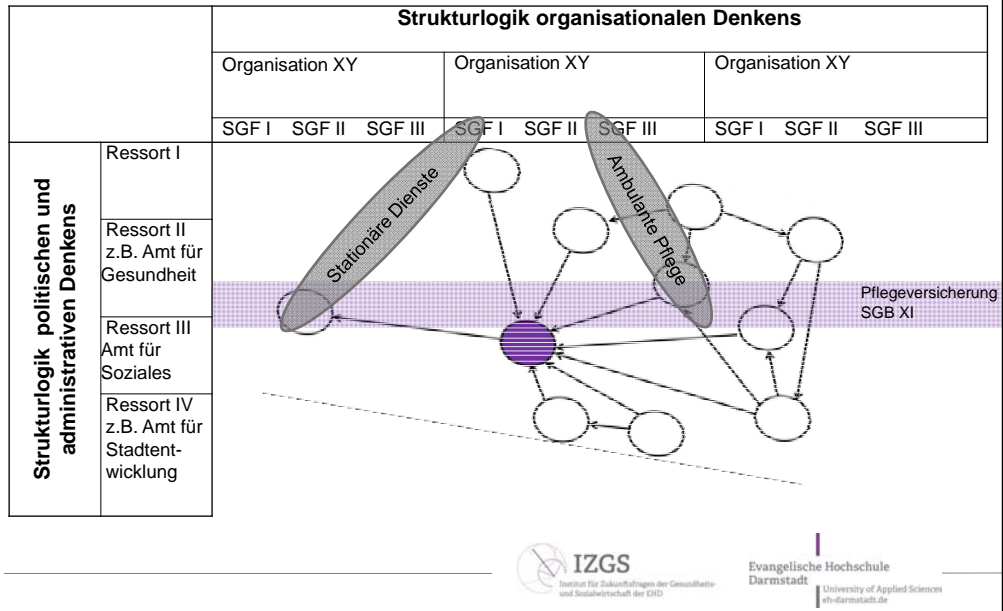 Strukturlogik organisationalen Denkens
Organisation XY
Organisation XY
Organisation XY
SGF I SGF II SGF III
SGF I SGF II SGF III
SGF I SGF II SGF III
Strukturlogik politischen und
administrativen Denkens
Ressort I
Ressort II
z.B. Amt für
Gesundheit
Ressort III
Amt für
Soziales
Ressort IV
z.B. Amt für
Stadtent-
wicklung
Stationäre Dienste
Ambulante Pflege
Pflegeversicherung
SGB XI
IZGS
Institut für Zukunftsfragen der Gesundheits-
und Sozialwirtschaft der EHD
Evangelische Hochschule
Darmstadt
University of Applied Sciences
eh-darmstadt.de